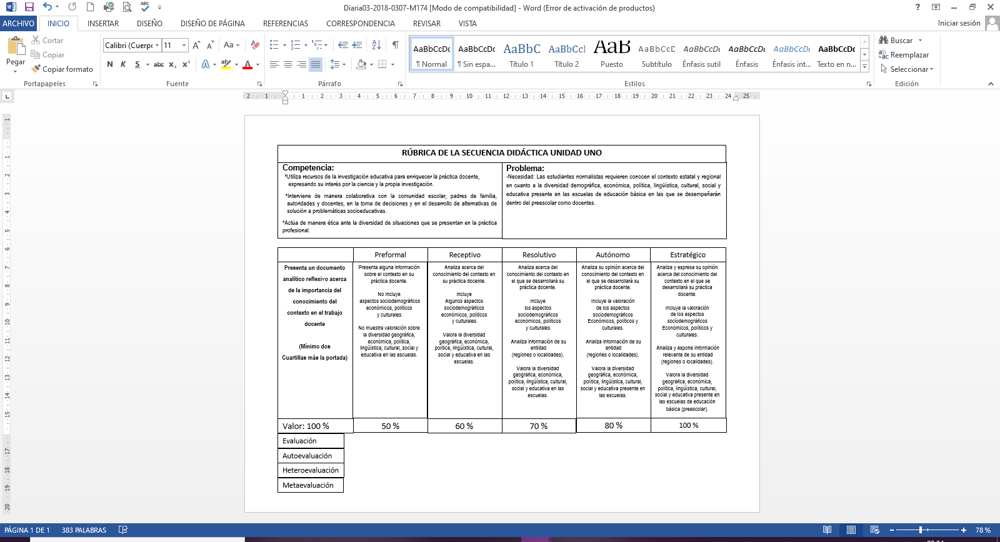 Diaria03-2018-0307-M174 [Modo de compatibilidad] - Word (Error de activación de productos)
ARCHIVO INICIO INSERTAR DISEÑO DISEÑO DE PÁGINA REFERENCIAS CORRESPONDENCIA REVISAR VISTA Iniciar sesión
Pegar
Cortar
Copiar
Copiar formato
Portapapeles
Calibri (Cuerpo 11
N K S abc x₂ x²
Fuente
Párrafo
AaBbCcDc AaBbCcDc AaBbC AaBbCcI AaB AaBbCcD AaBbCcDc AaBbCcDc AaBbCcDc AaBbCcDc
¶ Normal ¶ Sin espa... Título 1 Título 2 Puesto Subtítulo Énfasis sutil Énfasis Énfasis int... Texto en n...
Estilos
Buscar
Reemplazar
Seleccionar
Edición
2 1 1 2 3 4 5 6 7 8 9 10 11 12 13 14 15 16 17 18 19 20 21 22 23 24 25
RÚBRICA DE LA SECUENCIA DIDÁCTICA UNIDAD UNO
Competencia:
*Utiliza recursos de la investigación educativa para enriquecer la práctica docente,
expresando su interés por la ciencia y la propia investigación.
*Interviene de manera colaborativa con la comunidad escolar, padres de familia,
autoridades y docentes, en la toma de decisiones y en el desarrollo de alternativas de
solución a problemáticas socioeducativas.
*Actúa de manera ética ante la diversidad de situaciones que se presentan en la práctica
profesional.
Problema:
-Necesidad: Las estudiantes normalistas requieren conocen el contexto estatal y regional
en cuanto a la diversidad demográfica, económica, política, lingüística, cultural, social y
educativa presente en las escuelas de educación básica en las que se desempeñarán
dentro del preescolar como docentes.
Preformal Receptivo Resolutivo Autónomo Estratégico
Presenta un documento
analítico reflexivo acerca
de la importancia del
conocimiento del
contexto en el trabajo
docente
(Mínimo dos
Cuartillas más la portada)
Presenta alguna información
sobre el contexto en su
práctica docente.
No incluye
aspectos sociodemográficos
económicos, políticos
y culturales.
No muestra valoración sobre
la diversidad geográfica,
económica, política,
lingüística, cultural, social y
educativa en las escuelas.
Analiza acerca del
conocimiento del contexto en
su práctica docente.
Incluye
Algunos aspectos
sociodemográficos
económicos, políticos
y culturales.
Valora la diversidad
geográfica, económica,
política, lingüística, cultural,
social y educativa en las
escuelas.
Analiza acerca del
conocimiento del contexto en
el que se desarrollará su
práctica docente.
Incluye
los aspectos
sociodemográficos
económicos, políticos
y culturales.
Analiza información de su
entidad
(regiones o localidades).
Valora la diversidad
geográfica, económica,
política, lingüística, cultural,
social y educativa en las
escuelas.
Analiza su opinión acerca del
conocimiento del contexto en
el que se desarrollará su
práctica docente.
Incluye la valoración
de los aspectos
sociodemográficos
Económicos, políticos y
culturales.
Analiza información de su
entidad
(regiones o localidades).
Valora la diversidad
geográfica, económica,
política, lingüística, cultural,
social y educativa presente en
las escuelas.
Analiza y expresa su opinión
acerca del conocimiento del
contexto en el que se
desarrollará su práctica
docente.
Incluye la valoración
de los aspectos
sociodemográficos
Económicos, políticos y
culturales.
Analiza y expone información
relevante de su entidad
(regiones o localidades).
Valora la diversidad
geográfica, económica,
política, lingüística, cultural,
social y educativa presente en
las escuelas de educación
básica (preescolar).
Valor: 100 % 50 % 60 % 70 % 80 % 100 %
Evaluación
Autoevaluación
Heteroevaluación
Metaevaluación
PÁGINA 1 DE 1 383 PALABRAS 78 %